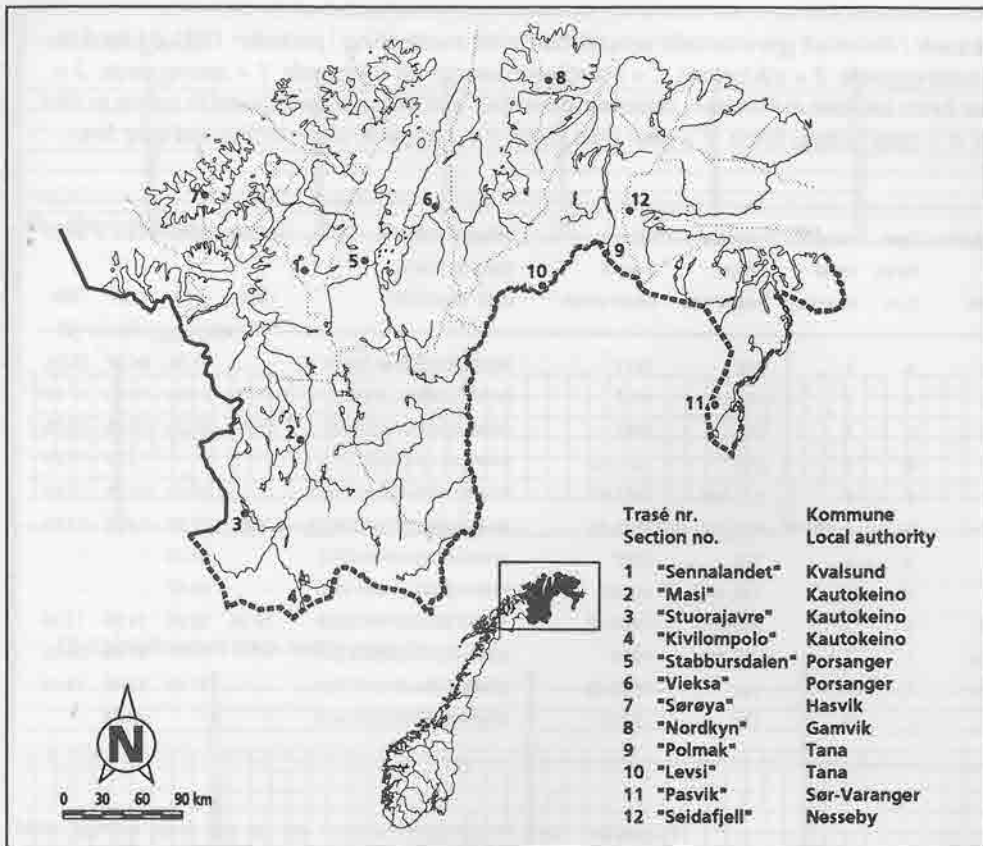 8
7
6
12
5
1
9
10
11
2
3
4
Trasé nr. Kommune
Section no. Local authority
1 "Sennalandet" Kvalsund
2 "Masi" Kautokeino
3 "Stuorajavre" Kautokeino
4 "Kivilompolo" Kautokeino
5 "Stabbursdalen" Porsanger
6 "Vieksa" Porsanger
7 "Sørøya" Hasvik
8 "Nordkyn" Gamvik
9 "Polmak" Tana
10 "Levsi" Tana
11 "Pasvik" Sør-Varanger
12 "Seidafjell" Nesseby
N
0 30 60 90 km